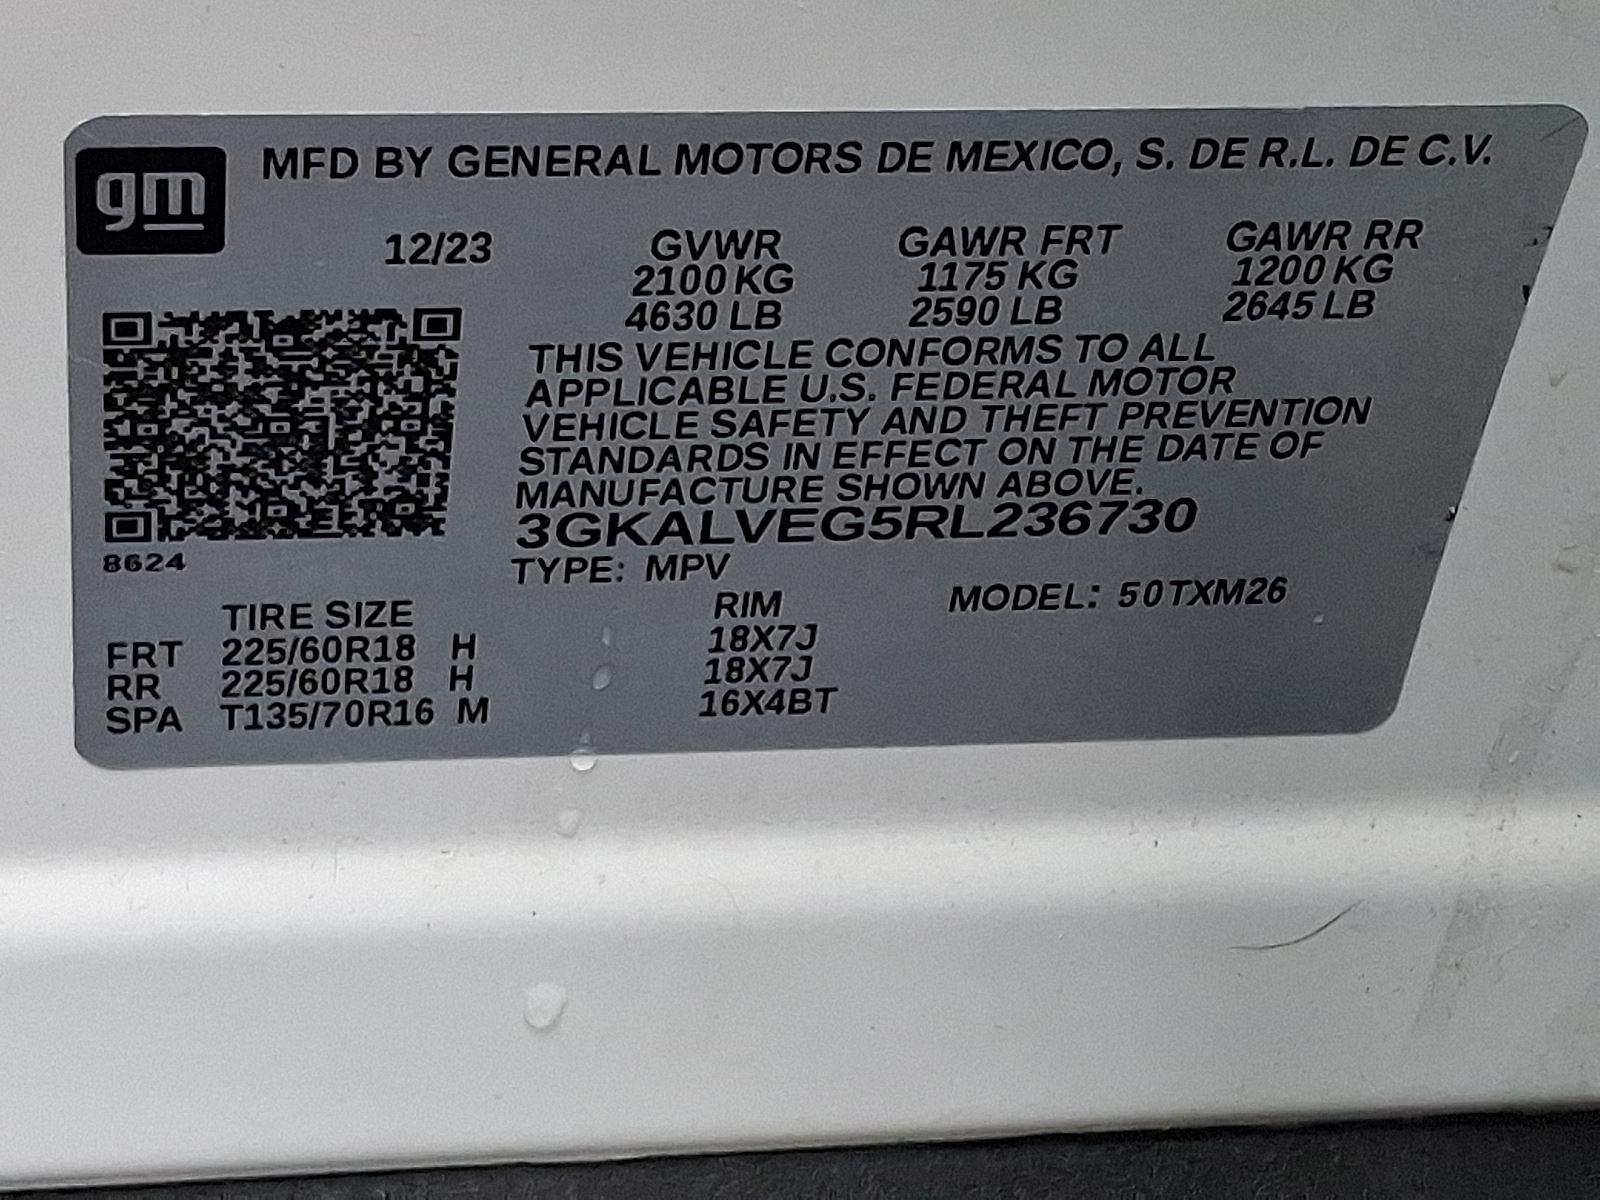 gm
MFD BY GENERAL MOTORS DE MEXICO, S. DE R.L. DE C.V.
12/23 GVWR GAWR FRT GAWR RR
2100 KG 1175 KG 1200 KG
4630 LB 2590 LB 2645 LB
THIS VEHICLE CONFORMS TO ALL
APPLICABLE U.S. FEDERAL MOTOR
VEHICLE SAFETY AND THEFT PREVENTION
STANDARDS IN EFFECT ON THE DATE OF
MANUFACTURE SHOWN ABOVE.
3GKALVEG5RL236730
8624
TYPE: MPV MODEL: 50TXM26
TIRE SIZE RIM
FRT 225/60R18 H 18X7J
RR 225/60R18 H 18X7J
SPA T135/70R16 M 16X4BT